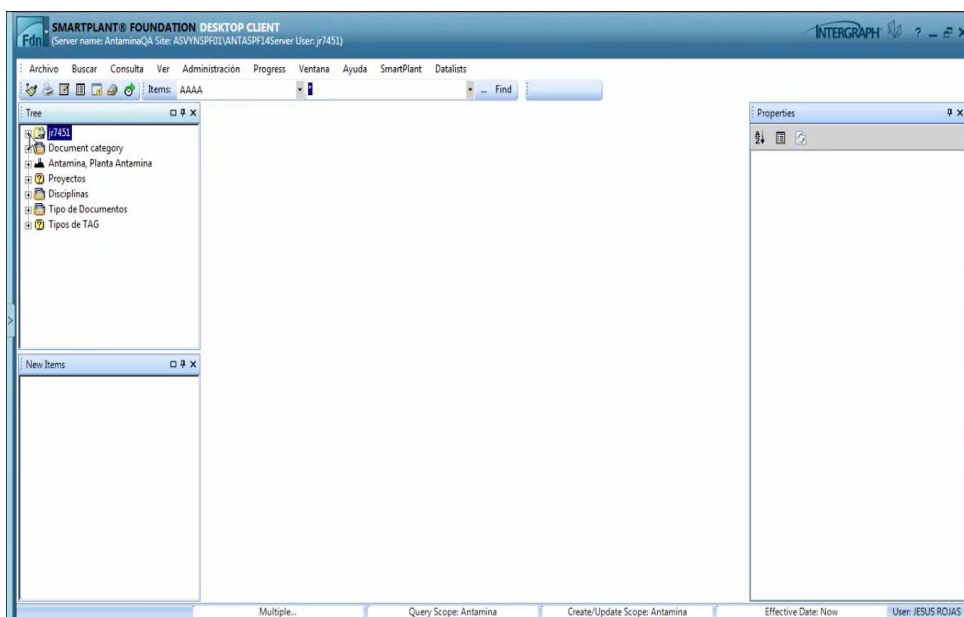 SMARTPLANT® FOUNDATION DESKTOP CLIENT
Fdn
(Server name: AntaminaQA Site: ASVYNSPF01\ANTASPF14Server User: jr7451)
INTERGRAPH
Archivo Buscar Consulta Ver Administración Progress Ventana Ayuda SmartPlant Datalists
Items: AAAA * ... Find
Tree
Properties
jr7451
Document category
Antamina, Planta Antamina
Proyectos
Disciplinas
Tipo de Documentos
Tipos de TAG
New Items
Multiple... Query Scope: Antamina Create/Update Scope: Antamina Effective Date: Now User: JESUS ROJAS